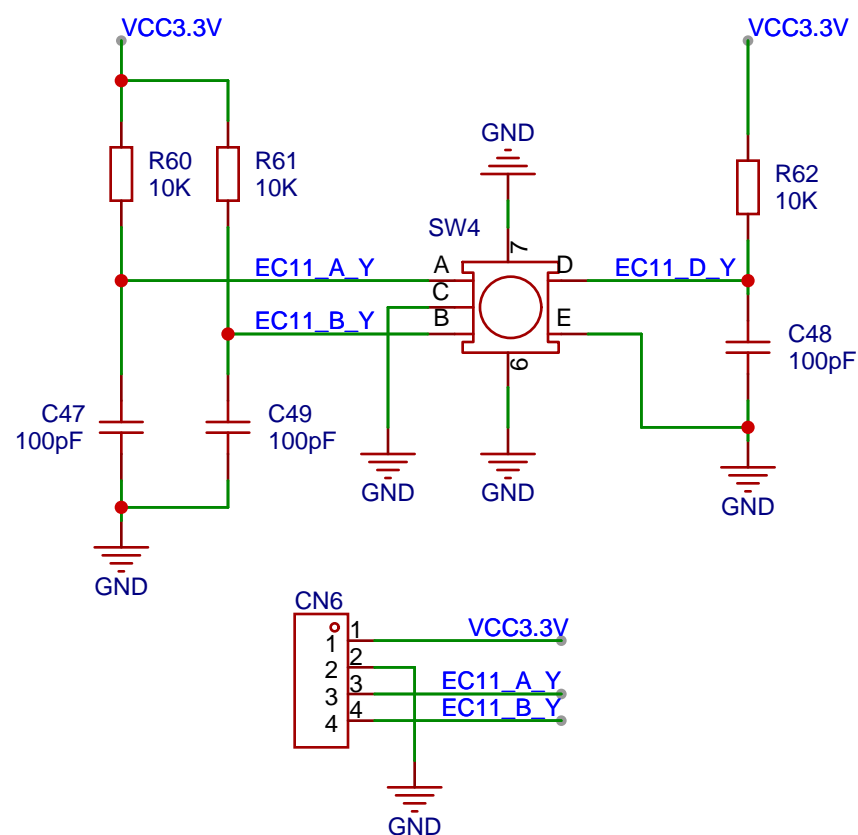 VCC3.3V
VCC3.3V
R60
10K
R61
10K
GND
R62
10K
SW4
7
EC11_A_Y
A
D
EC11_D_Y
C
EC11_B_Y
B
E
6
C48
100pF
C47
100pF
C49
100pF
GND
GND
GND
GND
CN6
1
1
VCC3.3V
2
2
3
3
EC11_A_Y
4
4
EC11_B_Y
GND